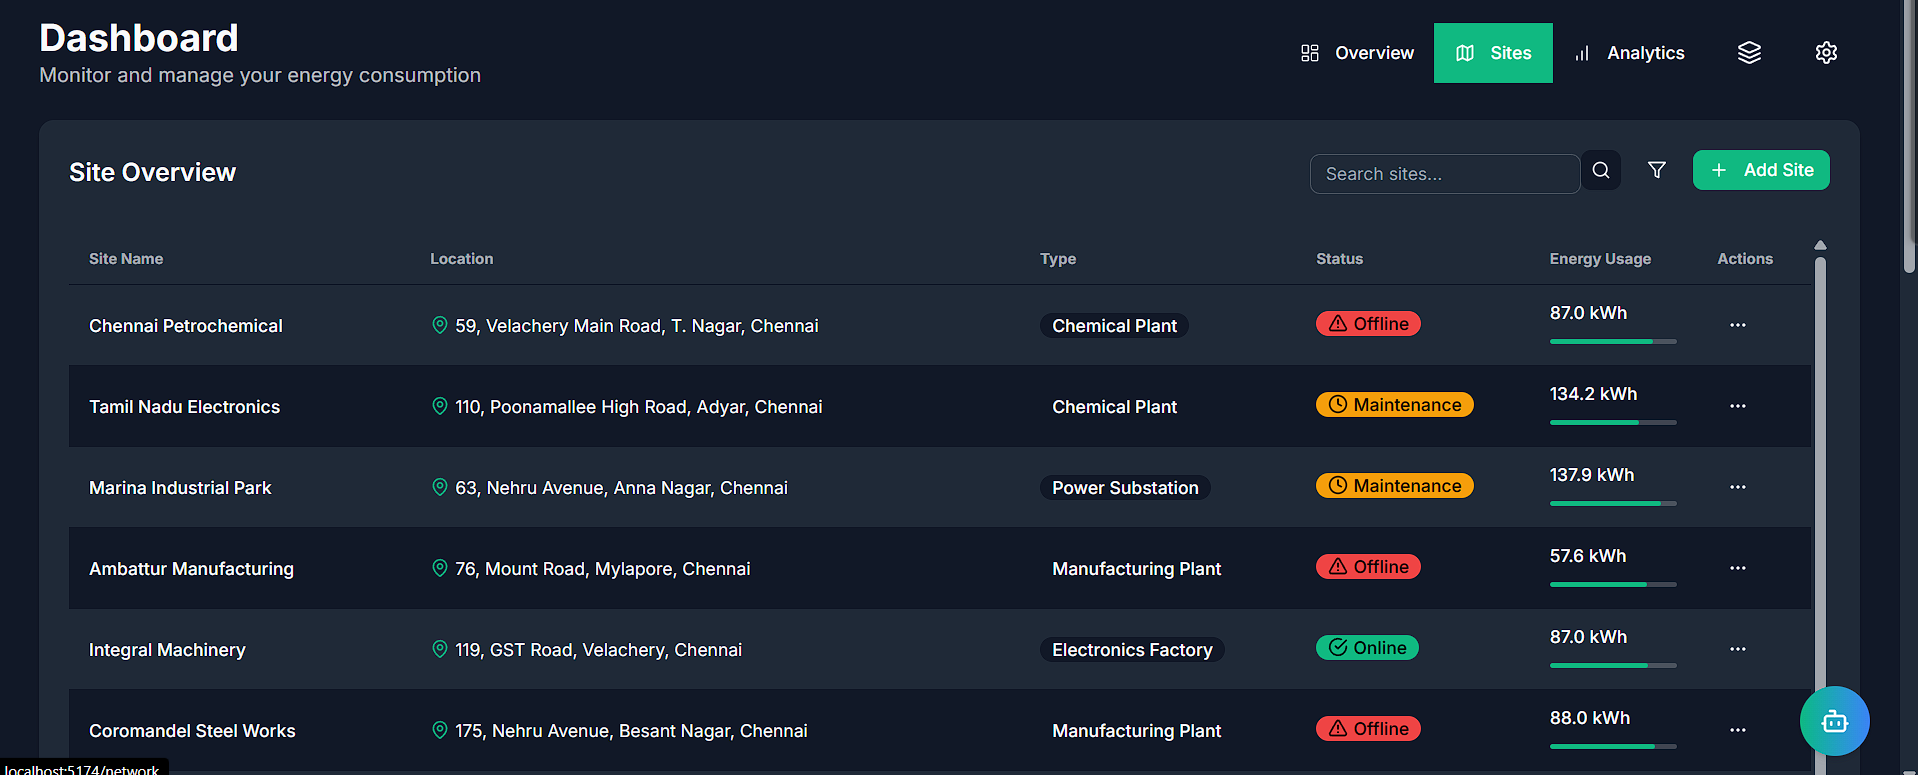 Dashboard
Monitor and manage your energy consumption
Overview
Sites
Analytics
Site Overview
Search sites...
Add Site
Site Name Location Type Status Energy Usage Actions
Chennai Petrochemical 59, Velachery Main Road, T. Nagar, Chennai Chemical Plant Offline 87.0 kWh
Tamil Nadu Electronics 110, Poonamallee High Road, Adyar, Chennai Chemical Plant Maintenance 134.2 kWh
Marina Industrial Park 63, Nehru Avenue, Anna Nagar, Chennai Power Substation Maintenance 137.9 kWh
Ambattur Manufacturing 76, Mount Road, Mylapore, Chennai Manufacturing Plant Offline 57.6 kWh
Integral Machinery 119, GST Road, Velachery, Chennai Electronics Factory Online 87.0 kWh
Coromandel Steel Works 175, Nehru Avenue, Besant Nagar, Chennai Manufacturing Plant Offline 88.0 kWh
localhost:5174/network